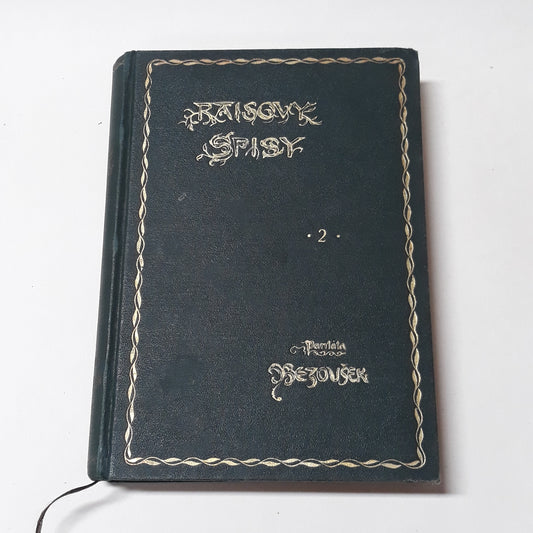 RAISOVY
SPISY
· 2 ·
Pantáta
BEZOUŠEK